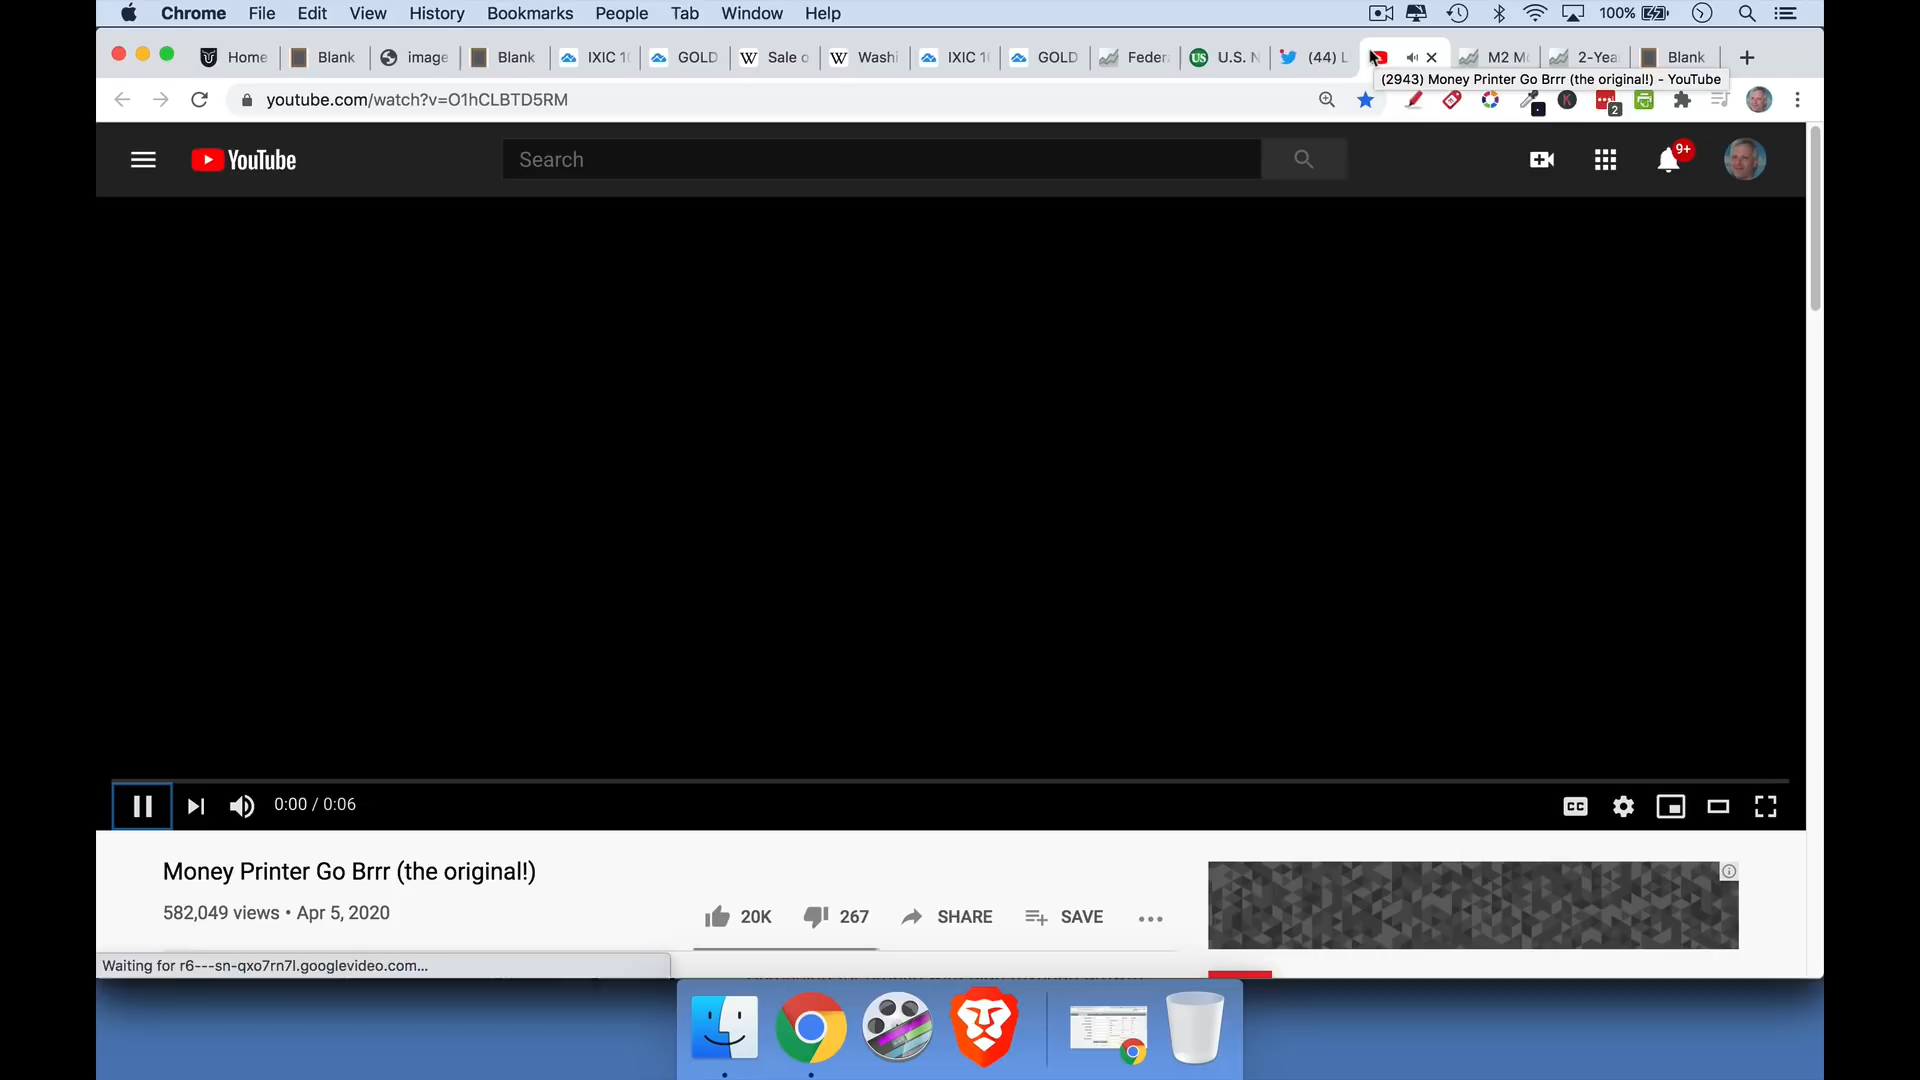 Chrome File Edit View History Bookmarks People Tab Window Help 100%
Home Blank image Blank IXIC 1 GOLD Sale o Washi IXIC 1 GOLD Feder US U.S. N (44) L M2 M 2-Yea Blank
(2943) Money Printer Go Brrr (the original!) - YouTube
youtube.com/watch?v=O1hCLBTD5RM 2
YouTube Search 9+
0:00 / 0:06 CC
Money Printer Go Brrr (the original!)
582,049 views • Apr 5, 2020
20K 267 SHARE SAVE
Waiting for r6---sn-qxo7rn7l.googlevideo.com...